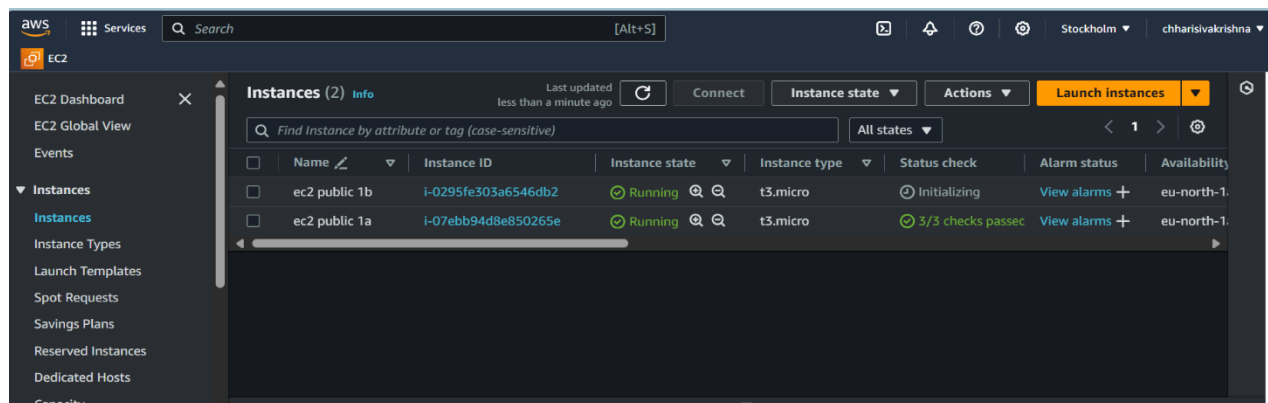 aws Services Search [Alt+S] Stockholm ▼ chharisivakrishna ▼
EC2
EC2 Dashboard
EC2 Global View
Events
▼ Instances
Instances
Instance Types
Launch Templates
Spot Requests
Savings Plans
Reserved Instances
Dedicated Hosts
Instances (2) Info Last updated less than a minute ago Connect Instance state ▼ Actions ▼ Launch instances ▼
Find Instance by attribute or tag (case-sensitive) All states ▼ < 1 >
Name Instance ID Instance state Instance type Status check Alarm status Availability
ec2 public 1b i-0295fe303a6546db2 Running t3.micro Initializing View alarms + eu-north-1
ec2 public 1a i-07ebb94d8e850265e Running t3.micro 3/3 checks passec View alarms + eu-north-1